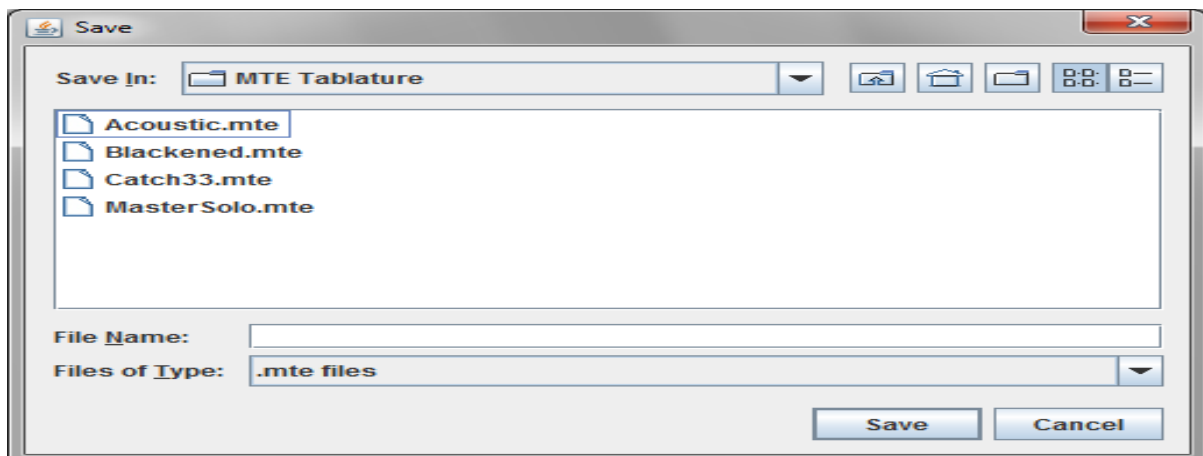 Save
Save In: MTE Tablature
Acoustic.mte
Blackened.mte
Catch33.mte
MasterSolo.mte
File Name:
Files of Type: .mte files
Save Cancel